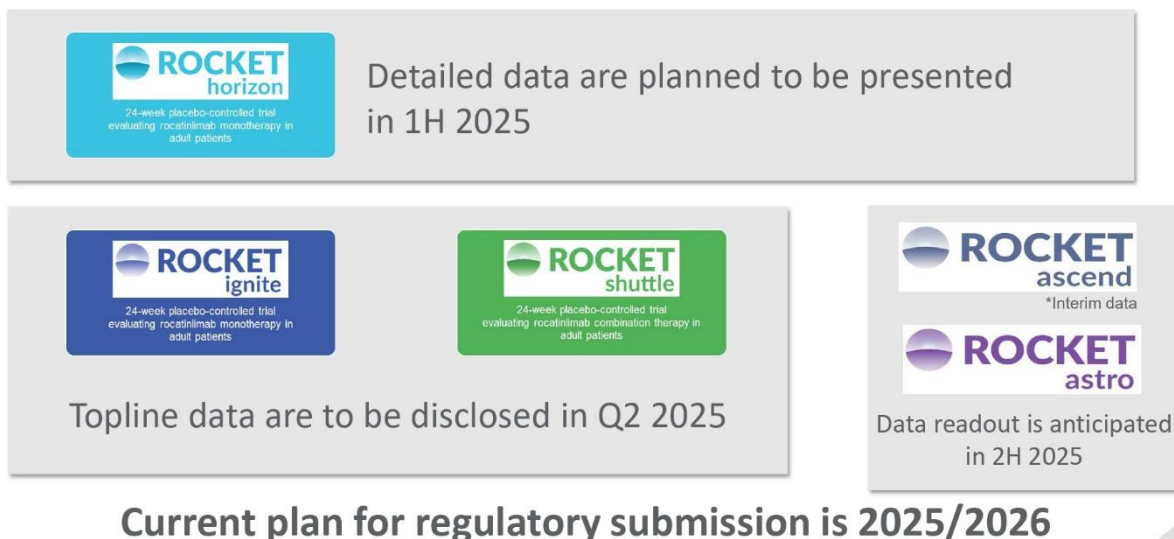 ROCKET
horizon
24-week placebo-controlled trial
evaluating rocatinlimab monotherapy in
adult patients
Detailed data are planned to be presented
in 1H 2025
ROCKET
ignite
24-week placebo-controlled trial
evaluating rocatinlimab monotherapy in
adult patients
ROCKET
shuttle
24-week placebo-controlled trial
evaluating rocatinlimab combination therapy in
adult patients
Topline data are to be disclosed in Q2 2025
ROCKET
ascend
*Interim data
ROCKET
astro
Data readout is anticipated
in 2H 2025
Current plan for regulatory submission is 2025/2026